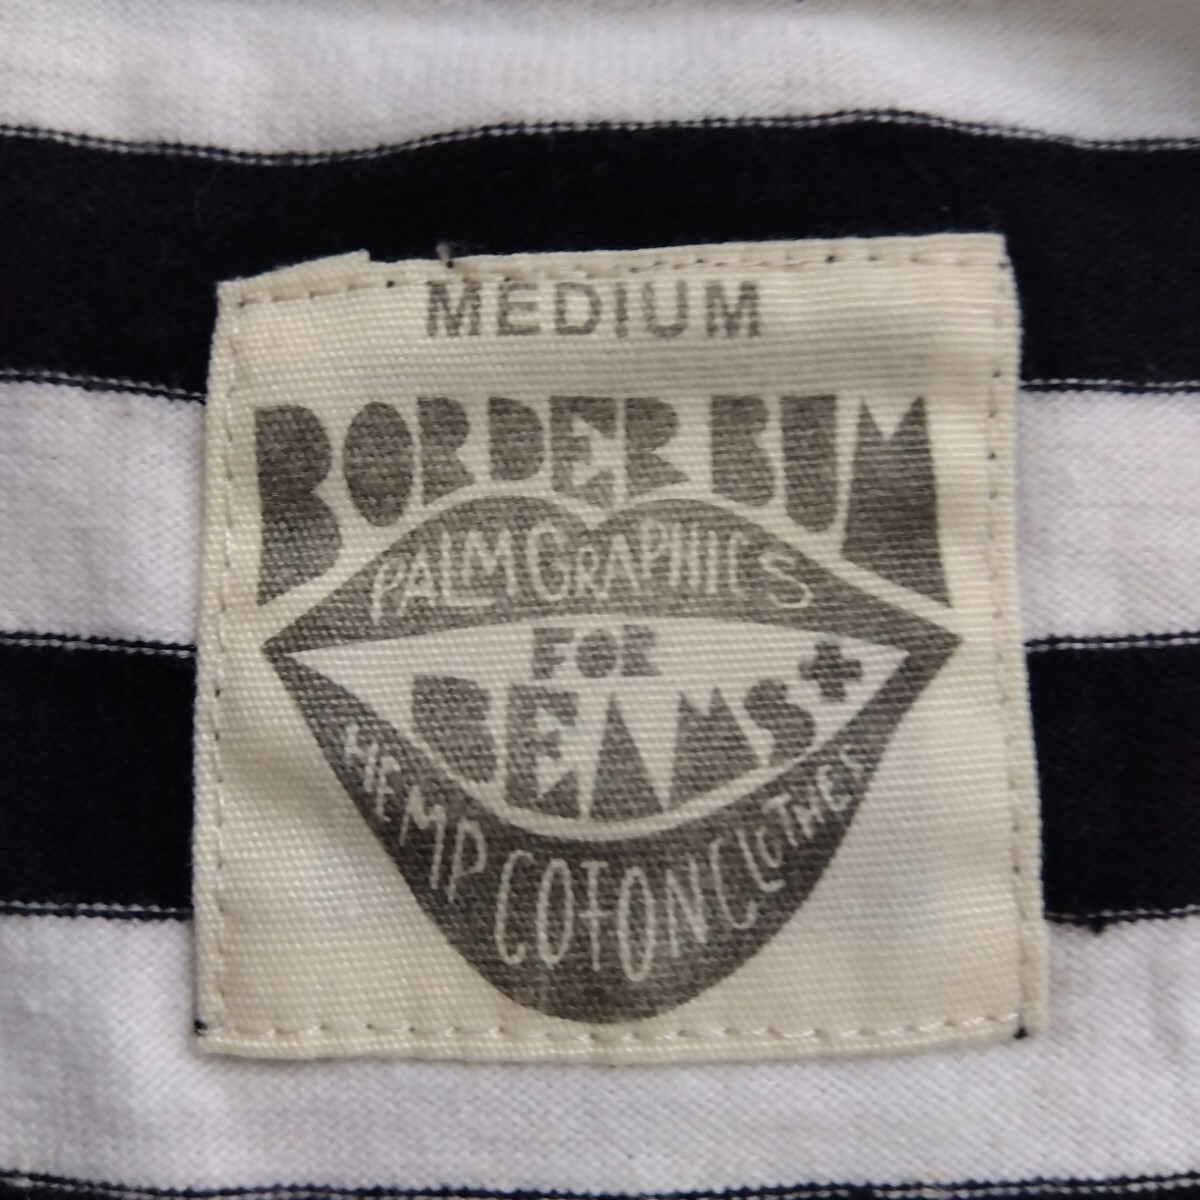 MEDIUM
BORDER BUM
PALMGRAPHICS
FOR
BEAMS+
HEMP COTON CLOTHES